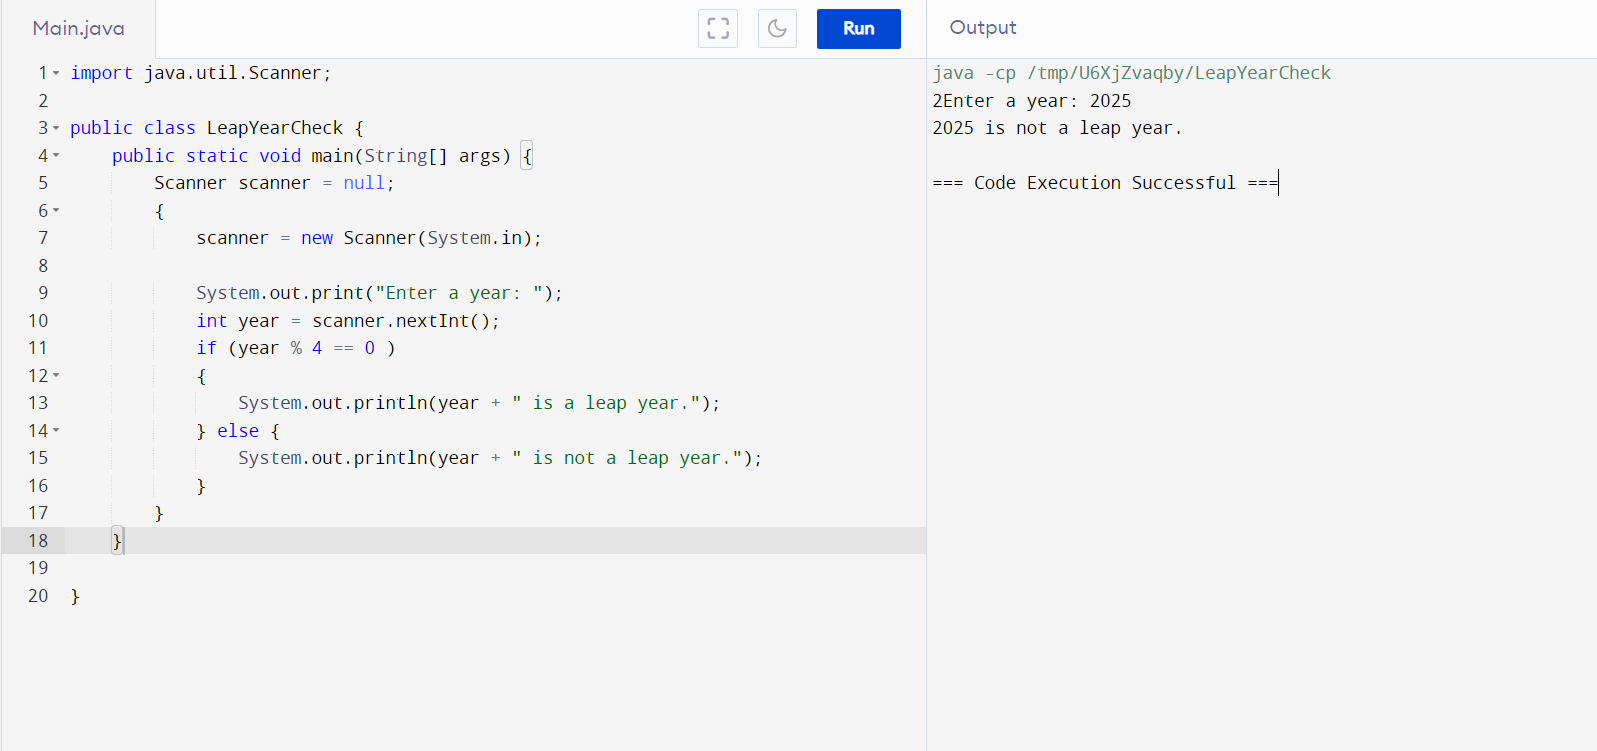 Main.java
Run
Output
1 import java.util.Scanner;
2
3 public class LeapYearCheck {
4     public static void main(String[] args) {
5         Scanner scanner = null;
6         {
7             scanner = new Scanner(System.in);
8
9             System.out.print("Enter a year: ");
10             int year = scanner.nextInt();
11             if (year % 4 == 0 )
12             {
13                 System.out.println(year + " is a leap year.");
14             } else {
15                 System.out.println(year + " is not a leap year.");
16             }
17         }
18     }
19
20 }
java -cp /tmp/U6XjZvaqby/LeapYearCheck
2Enter a year: 2025
2025 is not a leap year.
=== Code Execution Successful ===